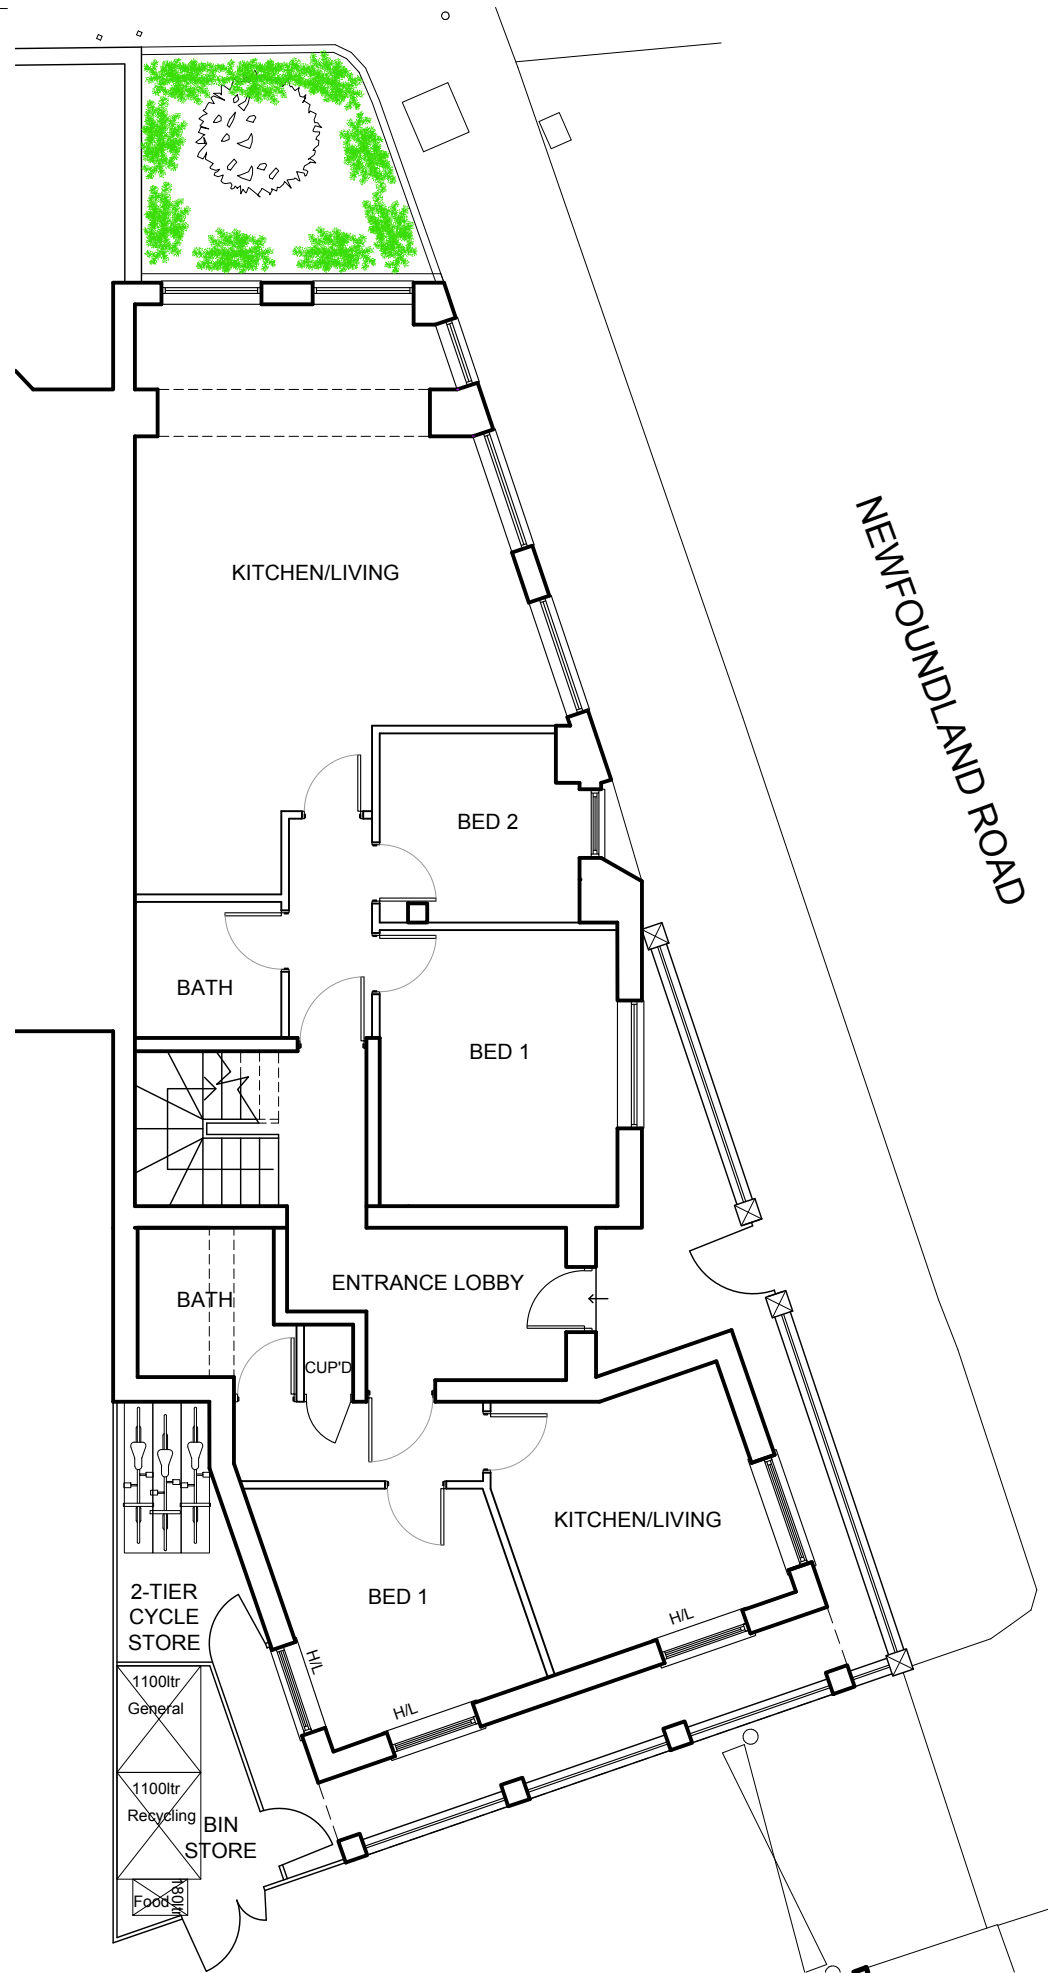 KITCHEN/LIVING
NEWFOUNDLAND ROAD
BED 2
BATH
BED 1
ENTRANCE LOBBY
BATH
CUP'D
KITCHEN/LIVING
BED 1
H/L
H/L
H/L
2-TIER
CYCLE
STORE
1100ltr
General
1100ltr
Recycling
BIN
STORE
Food
180ltr